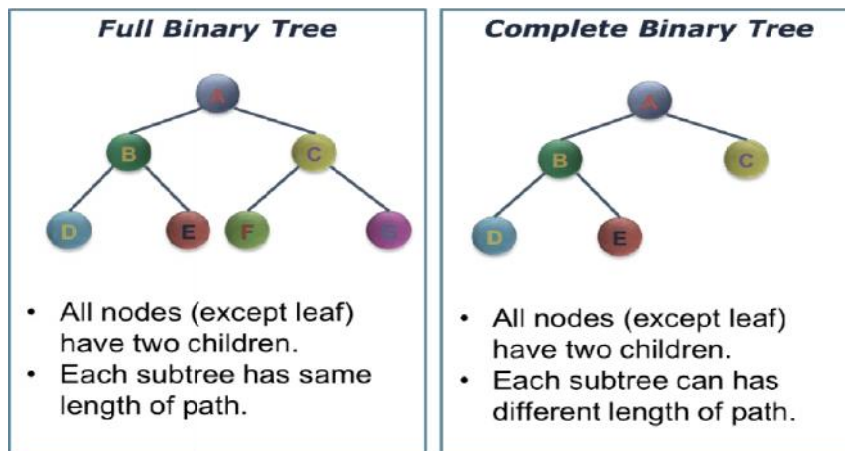 Full Binary Tree
A
B
C
D
E
F
G
• All nodes (except leaf)
have two children.
• Each subtree has same
length of path.
Complete Binary Tree
A
B
C
D
E
• All nodes (except leaf)
have two children.
• Each subtree can has
different length of path.